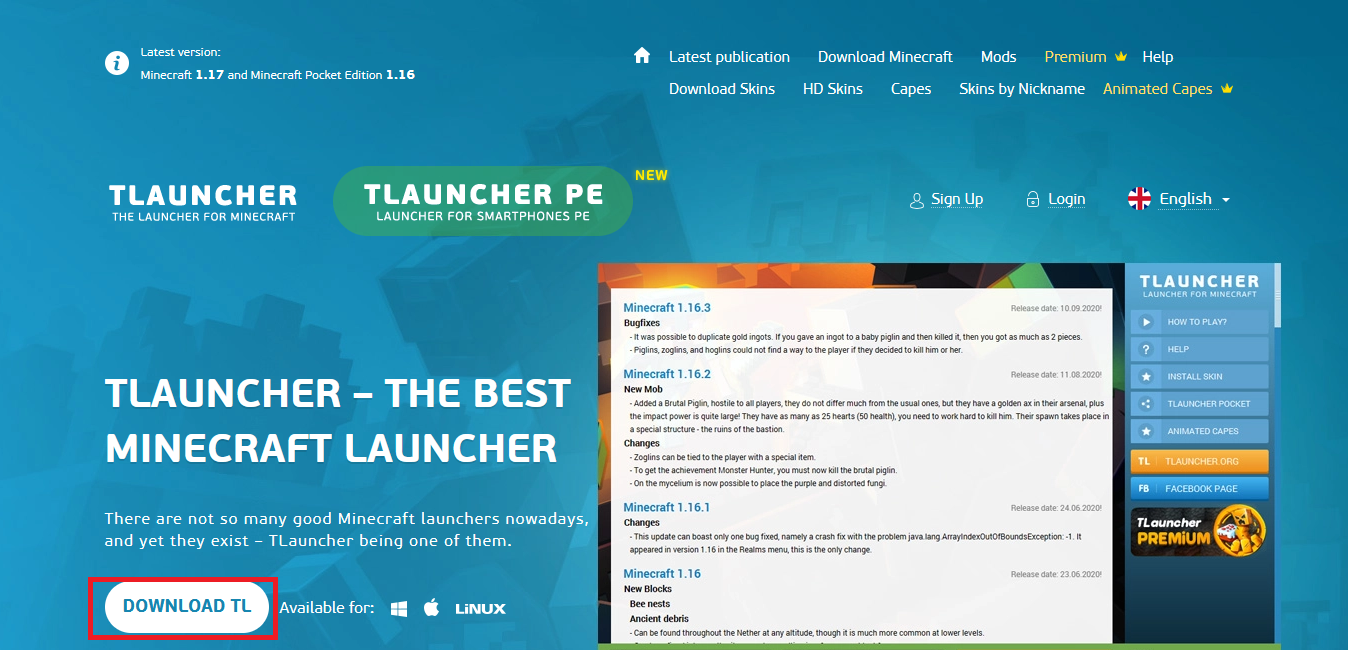 Latest version:
Minecraft 1.17 and Minecraft Pocket Edition 1.16
Latest publication Download Minecraft Mods Premium Help
Download Skins HD Skins Capes Skins by Nickname Animated Capes
TLAUNCHER
THE LAUNCHER FOR MINECRAFT
TLAUNCHER PE
LAUNCHER FOR SMARTPHONES PE
NEW
Sign Up Login English
TLAUNCHER – THE BEST
MINECRAFT LAUNCHER
There are not so many good Minecraft launchers nowadays,
and yet they exist – TLauncher being one of them.
DOWNLOAD TL Available for: LiNUX
Minecraft 1.16.3 Release date: 10.09.2020!
Bugfixes
- It was possible to duplicate gold ingots. If you gave an ingot to a baby piglin and then killed it, then you got as much as 2 pieces.
- Piglins, zoglins, and hoglins could not find a way to the player if they decided to kill him or her.
Minecraft 1.16.2 Release date: 11.08.2020!
New Mob
- Added a Brutal Piglin, hostile to all players, they do not differ much from the usual ones, but they have a golden ax in their arsenal, plus
the impact power is quite large! They have as many as 25 hearts (50 health), you need to work hard to kill him. Their spawn takes place in
a special structure - the ruins of the bastion.
Changes
- Zoglins can be tied to the player with a special item.
- To get the achievement Monster Hunter, you must now kill the brutal piglin.
- On the mycelium is now possible to place the purple and distorted fungi.
Minecraft 1.16.1 Release date: 24.06.2020!
Changes
- This update can boast only one bug fixed, namely a crash fix with the problem java.lang.ArrayIndexOutOfBoundsException: -1. It
appeared in version 1.16 in the Realms menu, this is the only change.
Minecraft 1.16 Release date: 23.06.2020!
New Blocks
Bee nests
Ancient debris
- Can be found throughout the Nether at any altitude, though it is much more common at lower levels.
TLAUNCHER
LAUNCHER FOR MINECRAFT
HOW TO PLAY?
? HELP
INSTALL SKIN
TLAUNCHER POCKET
ANIMATED CAPES
TL TLAUNCHER.ORG
FB FACEBOOK PAGE
TLauncher
PREMiUM